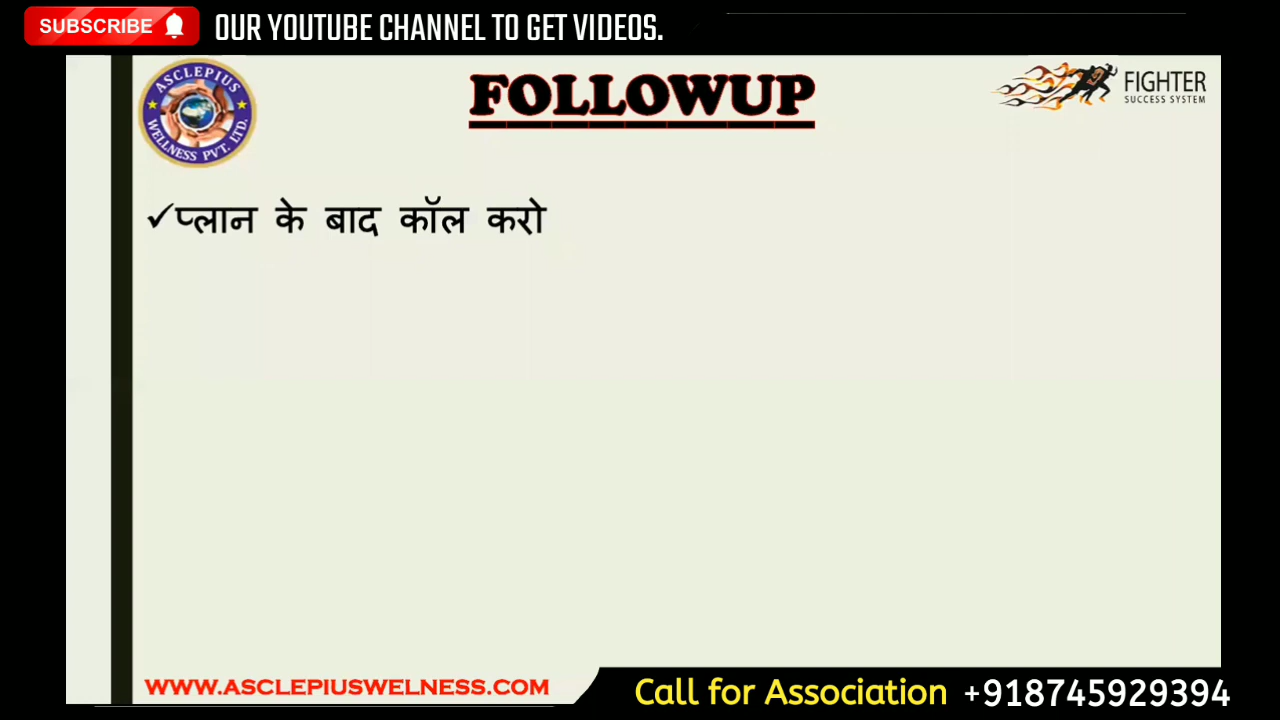 SUBSCRIBE
OUR YOUTUBE CHANNEL TO GET VIDEOS.
ASCLEPIUS
WELLNESS PVT. LTD.
FOLLOWUP
FIGHTER
SUCCESS SYSTEM
✓प्लान के बाद कॉल करो
WWW.ASCLEPIUSWELNESS.COM
Call for Association +918745929394